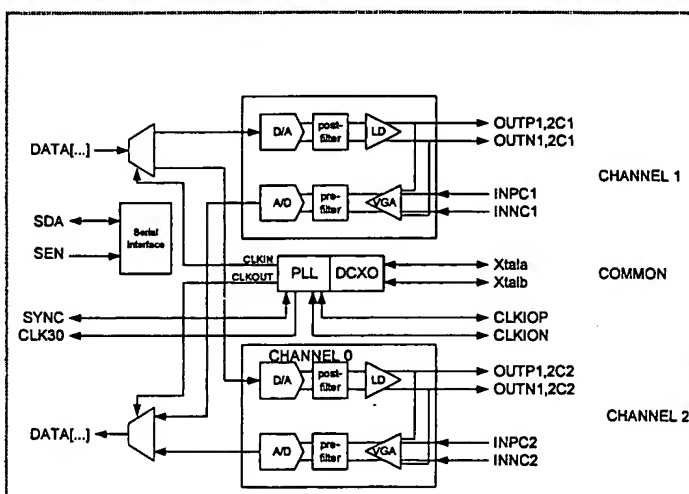 D/A
post-
filter
LD
OUTP1,2C1
OUTN1,2C1
DATA[...]
CHANNEL 1
A/D
pre-
filter
VGA
INPC1
INNC1
SDA
SEN
Serial
interface
CLKIN
CLKOUT
PLL
DCXO
Xtala
Xtalb
COMMON
SYNC
CLK30
CLKIOP
CLKION
CHANNEL 0
D/A
post-
filter
LD
OUTP1,2C2
OUTN1,2C2
CHANNEL 2
DATA[...]
A/D
pre-
filter
VGA
INPC2
INNC2